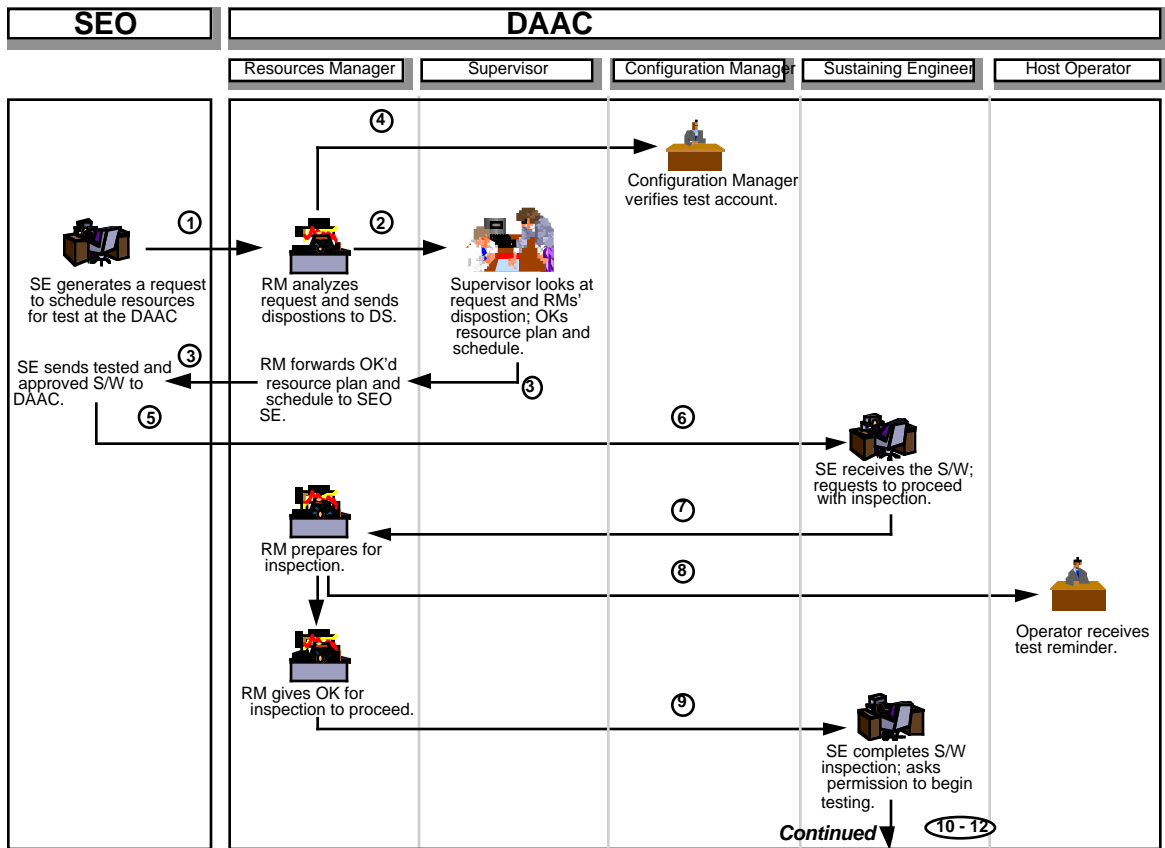 SEO
DAAC
Resources Manager
Supervisor
Configuration Manager
Sustaining Engineer
Host Operator
4
Configuration Manager
verifies test account.
1
2
SE generates a request
to schedule resources
for test at the DAAC
RM analyzes
request and sends
dispostions to DS.
Supervisor looks at
request and RMs'
dispostion; OKs
resource plan and
schedule.
3
SE sends tested and
approved S/W to
DAAC.
RM forwards OK'd
resource plan and
schedule to SEO
SE.
3
5
6
SE receives the S/W;
requests to proceed
with inspection.
7
RM prepares for
inspection.
8
Operator receives
test reminder.
RM gives OK for
inspection to proceed.
9
SE completes S/W
inspection; asks
permission to begin
testing.
Continued
10 - 12